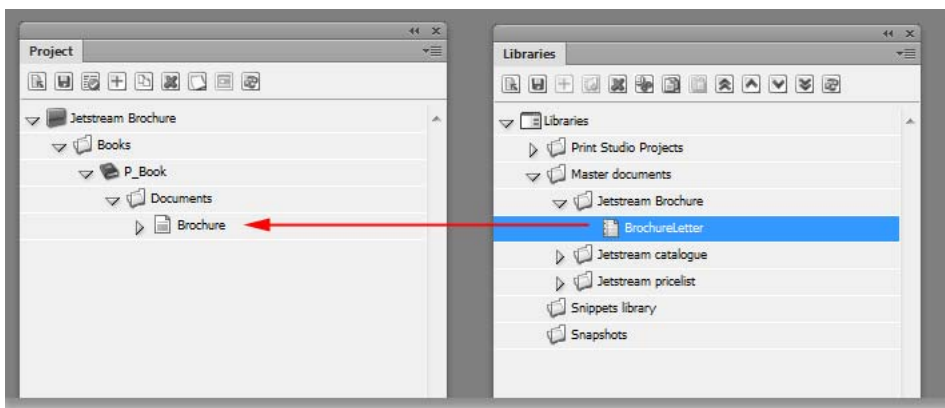 Project
Jetstream Brochure
Books
P_Book
Documents
Brochure
Libraries
Libraries
Print Studio Projects
Master documents
Jetstream Brochure
BrochureLetter
Jetstream catalogue
Jetstream pricelist
Snippets library
Snapshots